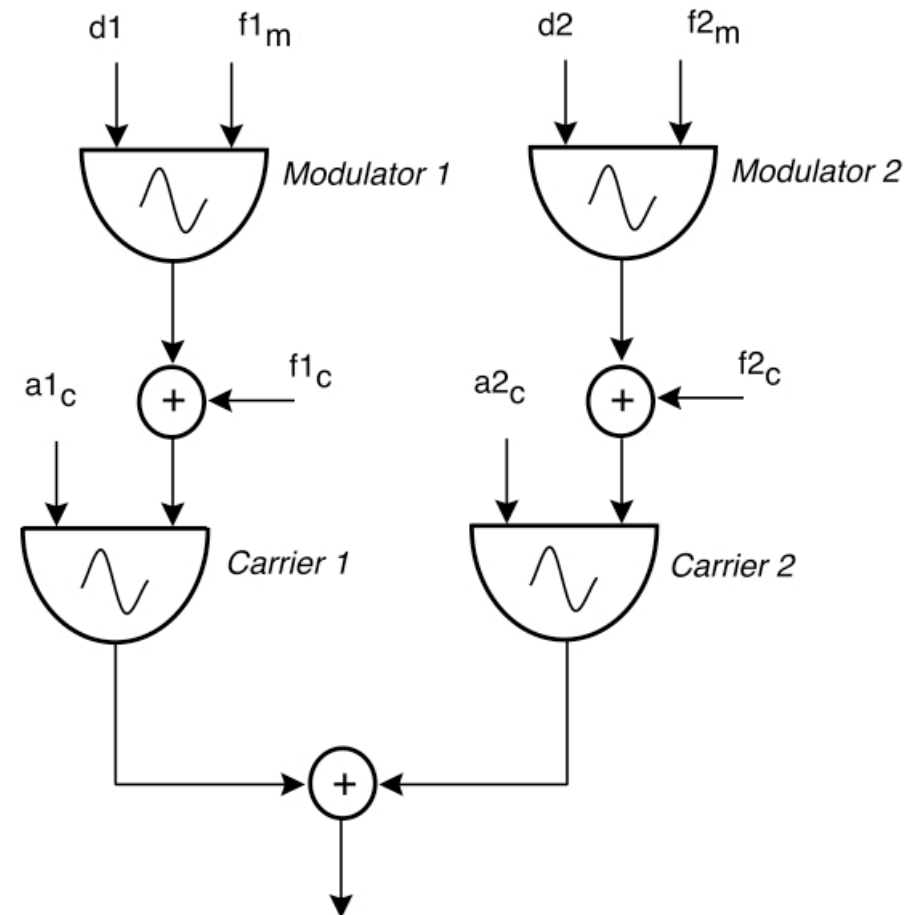 d1
f1m
d2
f2m
Modulator 1
Modulator 2
a1c
f1c
+
a2c
f2c
+
Carrier 1
Carrier 2
+